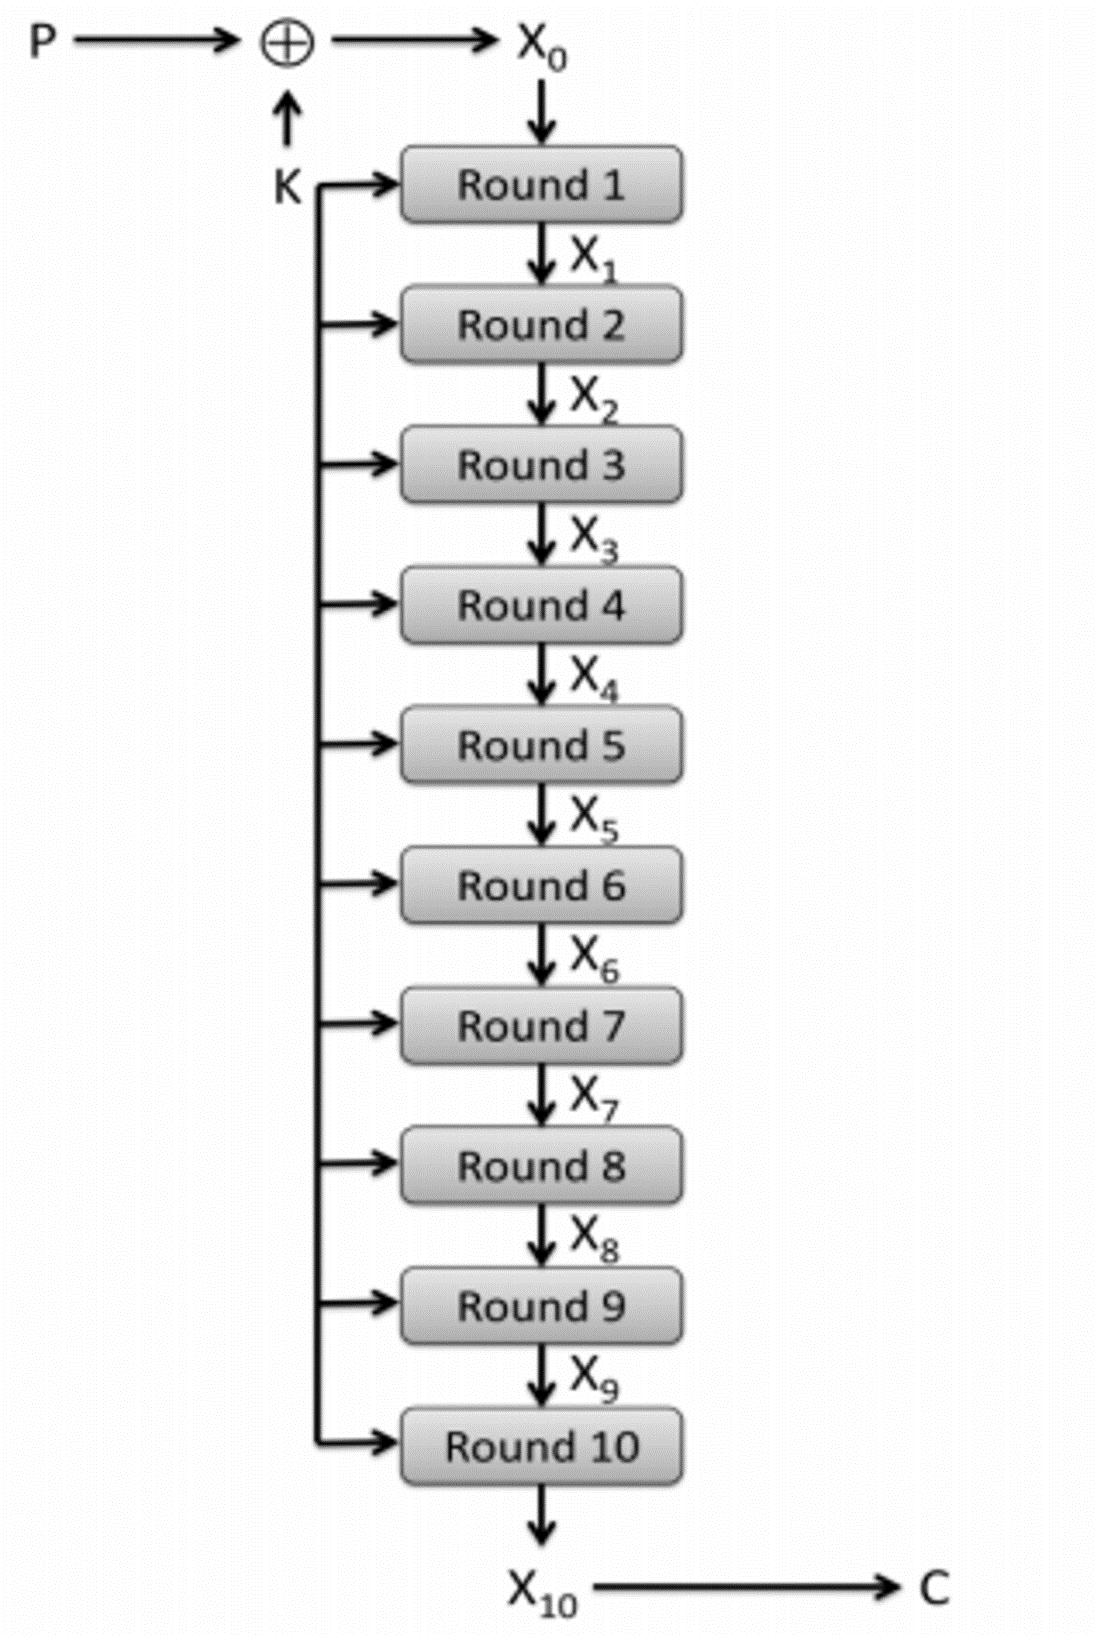 P ⊕ X₀
K
Round 1
X₁
Round 2
X₂
Round 3
X₃
Round 4
X₄
Round 5
X₅
Round 6
X₆
Round 7
X₇
Round 8
X₈
Round 9
X₉
Round 10
X₁₀ C